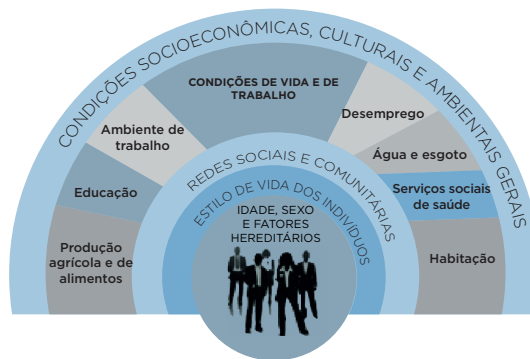 CONDIÇÕES SOCIOECONÔMICAS, CULTURAIS E AMBIENTAIS GERAIS
CONDIÇÕES DE VIDA E DE
TRABALHO
Ambiente de
trabalho
Desemprego
Educação
Água e esgoto
Produção
agrícola e de
alimentos
Serviços sociais
de saúde
Habitação
REDES SOCIAIS E COMUNITÁRIAS
ESTILO DE VIDA DOS INDIVÍDUOS
IDADE, SEXO
E FATORES
HEREDITÁRIOS